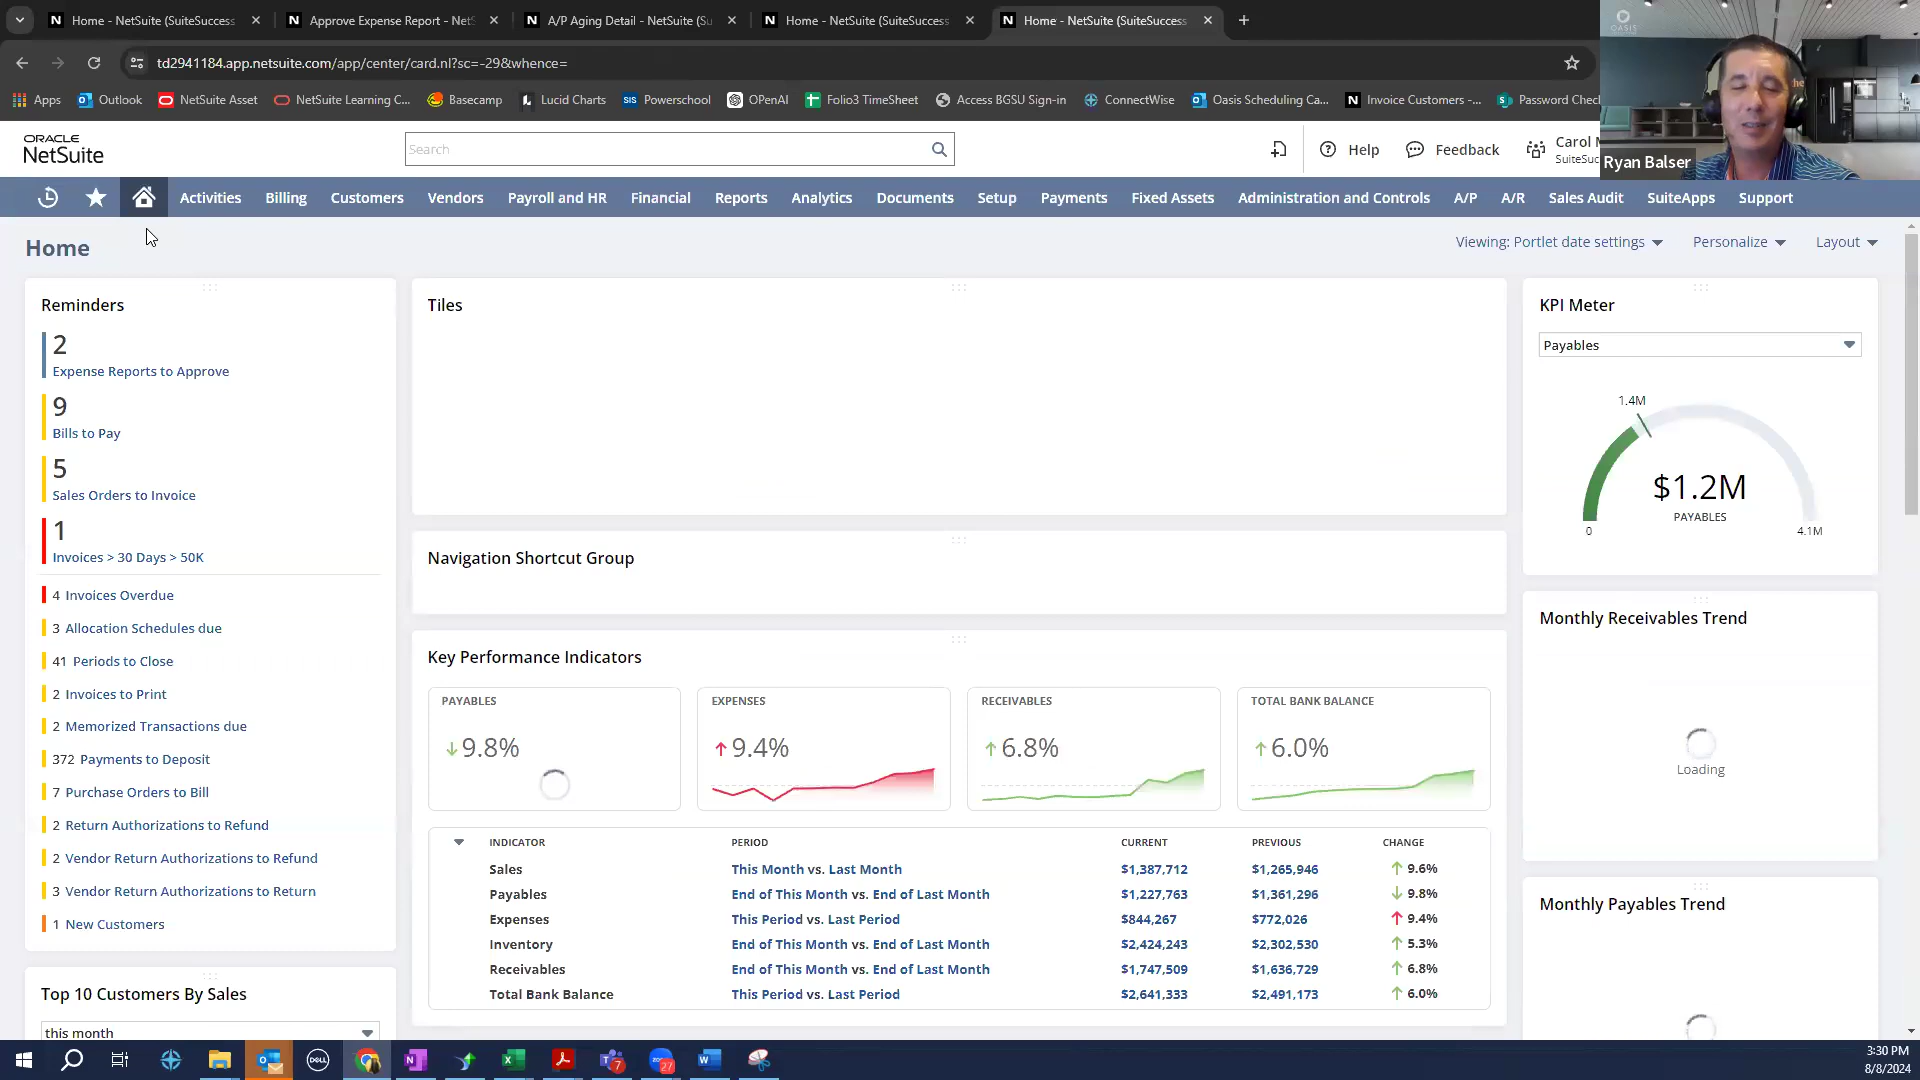 Home - NetSuite (SuiteSuccess
Approve Expense Report - NetS
A/P Aging Detail - NetSuite (Su
Home - NetSuite (SuiteSuccess
Home - NetSuite (SuiteSuccess
td2941184.app.netsuite.com/app/center/card.nl?sc=-29&whence=
Apps
Outlook
NetSuite Asset
NetSuite Learning C...
Basecamp
Lucid Charts
SIS Powerschool
OPENAI
Folio3 TimeSheet
Access BGSU Sign-in
ConnectWise
Oasis Scheduling Ca...
Invoice Customers -...
Password Chec
OASIS
Ryan Balser
ORACLE
NetSuite
Search
Help
Feedback
Carol M
SuiteSuc
Activities
Billing
Customers
Vendors
Payroll and HR
Financial
Reports
Analytics
Documents
Setup
Payments
Fixed Assets
Administration and Controls
A/P
A/R
Sales Audit
SuiteApps
Support
Home
Viewing: Portlet date settings
Personalize
Layout
Reminders
2
Expense Reports to Approve
9
Bills to Pay
5
Sales Orders to Invoice
1
Invoices > 30 Days > 50K
4 Invoices Overdue
3 Allocation Schedules due
41 Periods to Close
2 Invoices to Print
2 Memorized Transactions due
372 Payments to Deposit
7 Purchase Orders to Bill
2 Return Authorizations to Refund
2 Vendor Return Authorizations to Refund
3 Vendor Return Authorizations to Return
1 New Customers
Top 10 Customers By Sales
this month
Tiles
Navigation Shortcut Group
Key Performance Indicators
PAYABLES
9.8%
EXPENSES
9.4%
RECEIVABLES
6.8%
TOTAL BANK BALANCE
6.0%
INDICATOR PERIOD CURRENT PREVIOUS CHANGE
Sales This Month vs. Last Month $1,387,712 $1,265,946 9.6%
Payables End of This Month vs. End of Last Month $1,227,763 $1,361,296 9.8%
Expenses This Period vs. Last Period $844,267 $772,026 9.4%
Inventory End of This Month vs. End of Last Month $2,424,243 $2,302,530 5.3%
Receivables End of This Month vs. End of Last Month $1,747,509 $1,636,729 6.8%
Total Bank Balance This Period vs. Last Period $2,641,333 $2,491,173 6.0%
KPI Meter
Payables
1.4M
$1.2M
PAYABLES
0
4.1M
Monthly Receivables Trend
Loading
Monthly Payables Trend
7
27
3:30 PM
8/8/2024